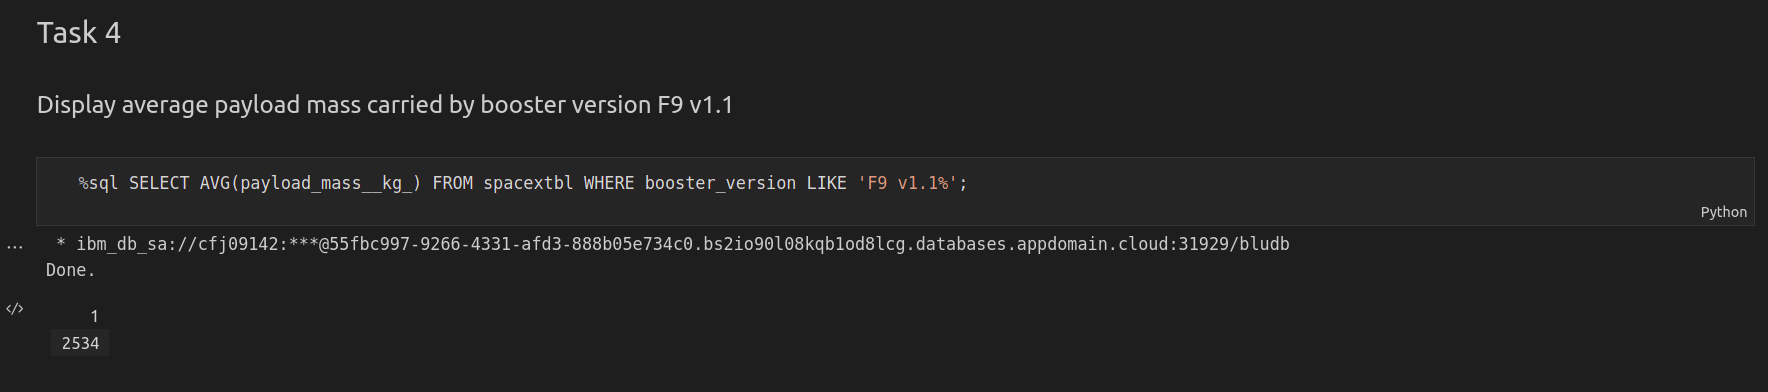 Task 4
Display average payload mass carried by booster version F9 v1.1
%sql SELECT AVG(payload_mass__kg_) FROM spacextbl WHERE booster_version LIKE 'F9 v1.1%';
Python
* ibm_db_sa://cfj09142:***@55fbc997-9266-4331-afd3-888b05e734c0.bs2io90l08kqb1od8lcg.databases.appdomain.cloud:31929/bludb
Done.
1
2534